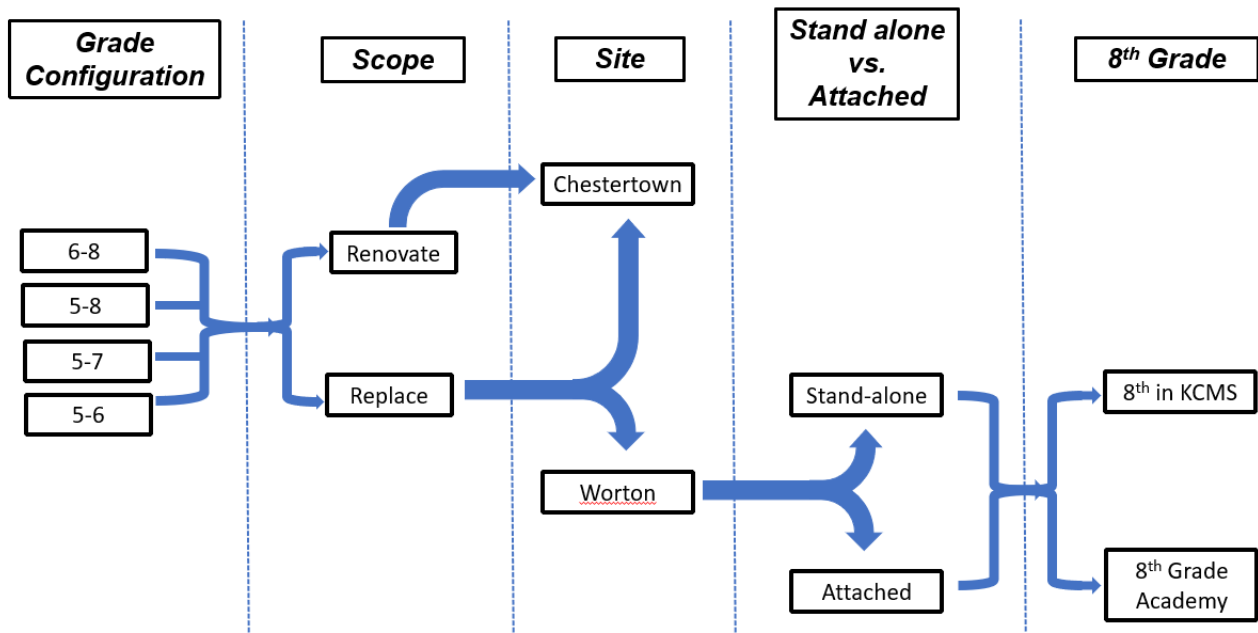 Grade
Configuration
Scope
Site
Stand alone
vs.
Attached
8th Grade
6-8
5-8
5-7
5-6
Renovate
Replace
Chestertown
Worton
Stand-alone
Attached
8th in KCMS
8th Grade
Academy